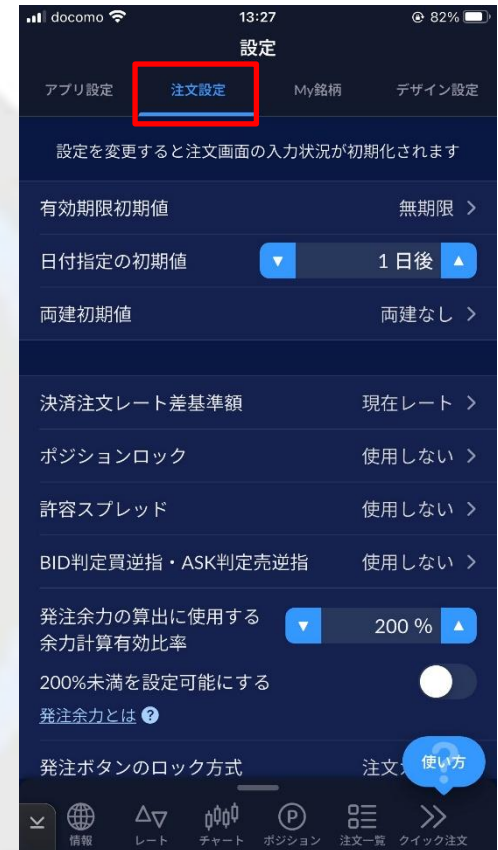 docomo 13:27 82%
設定
アプリ設定 注文設定 My銘柄 デザイン設定
設定を変更すると注文画面の入力状況が初期化されます
有効期限初期値 無期限 >
日付指定の初期値 ▼ 1 日後 ▲
両建初期値 両建なし >
決済注文レート差基準額 現在レート >
ポジションロック 使用しない >
許容スプレッド 使用しない >
BID判定買逆指・ASK判定売逆指 使用しない >
発注余力の算出に使用する
余力計算有効比率 ▼ 200 % ▲
200%未満を設定可能にする
発注余力とは ?
発注ボタンのロック方式 注文
使い方
情報 レート チャート ポジション 注文一覧 クイック注文